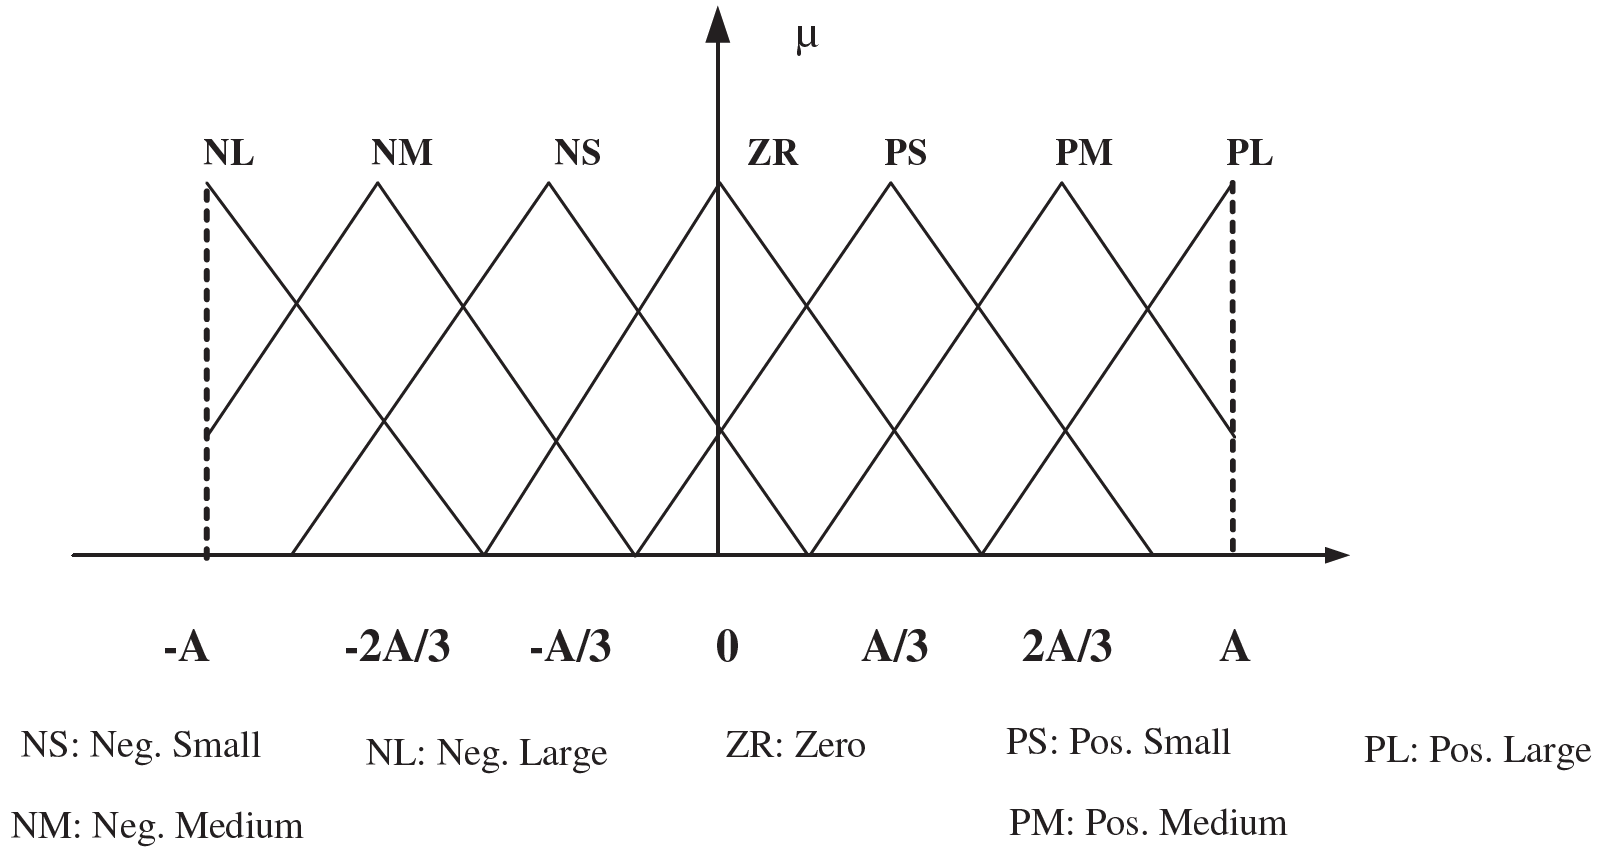 μ
NL NM NS ZR PS PM PL
-A -2A/3 -A/3 0 A/3 2A/3 A
NS: Neg. Small NL: Neg. Large ZR: Zero PS: Pos. Small PL: Pos. Large
NM: Neg. Medium PM: Pos. Medium